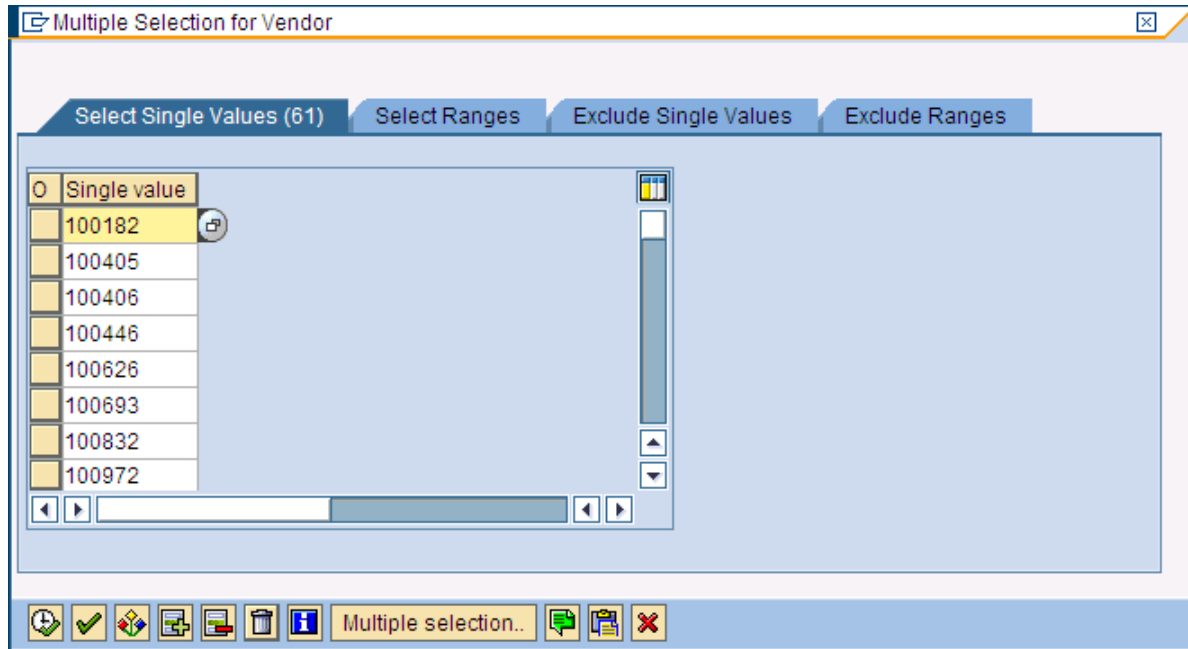 Multiple Selection for Vendor
Select Single Values (61) Select Ranges Exclude Single Values Exclude Ranges
O Single value
100182
100405
100406
100446
100626
100693
100832
100972
Multiple selection..